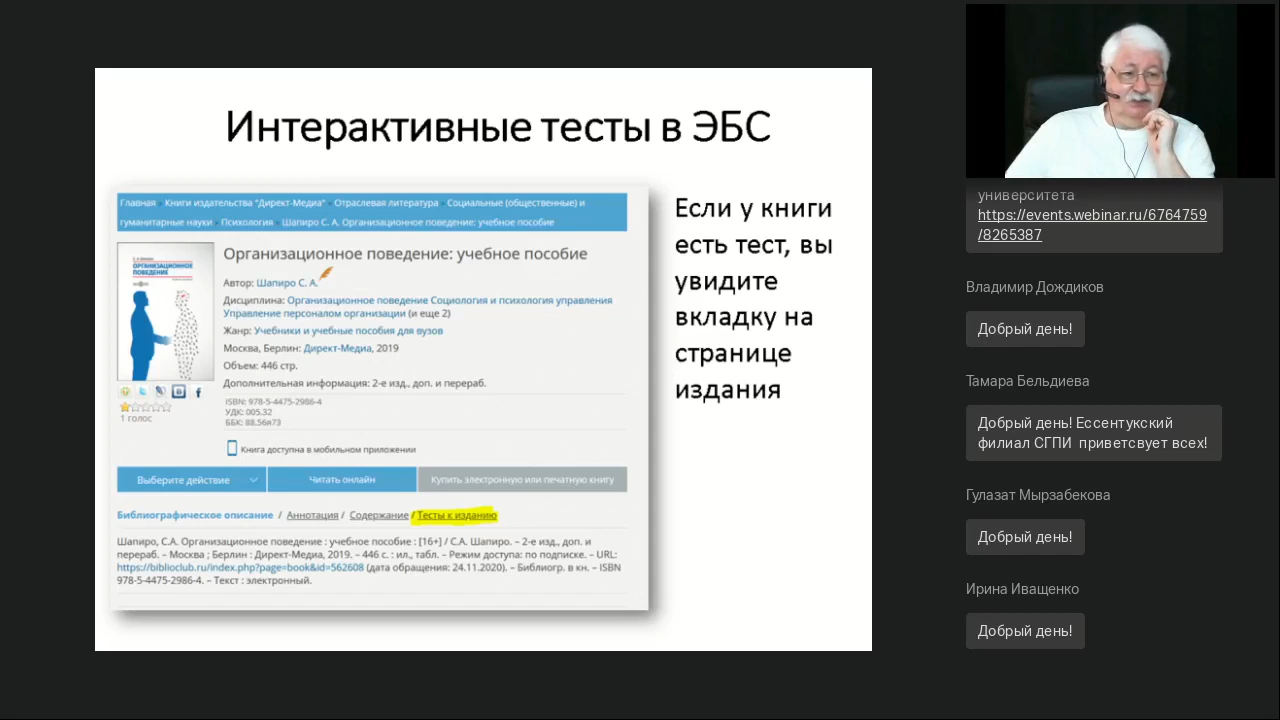 Интерактивные тесты в ЭБС
Главная Книги издательства "Директ-Медиа" Отраслевая литература Социальные (общественные) и
гуманитарные науки Психология Шапиро С. А. Организационное поведение: учебное пособие
ОРГАНИЗАЦИОННОЕ
ПОВЕДЕНИЕ
Организационное поведение: учебное пособие
Автор: Шапиро С. А.
Дисциплина: Организационное поведение Социология и психология управления
Управление персоналом организации (и еще 2)
Жанр: Учебники и учебные пособия для вузов
Москва, Берлин: Директ-Медиа, 2019
Объем: 446 стр.
Дополнительная информация: 2-е изд., доп. и перераб.
ISBN: 978-5-4475-2986-4
УДК: 005.32
ББК: 88.56я73
1 голос
Книга доступна в мобильном приложении
Выберите действие
Читать онлайн
Купить электронную или печатную книгу
Библиографическое описание / Аннотация / Содержание / Тесты к изданию
Шапиро, С.А. Организационное поведение : учебное пособие : [16+] / С.А. Шапиро. – 2-е изд., доп. и
перераб. – Москва ; Берлин : Директ-Медиа, 2019. – 446 с. : ил., табл. – Режим доступа: по подписке. – URL:
https://biblioclub.ru/index.php?page=book&id=562608 (дата обращения: 24.11.2020). – Библиогр. в кн. – ISBN
978-5-4475-2986-4. – Текст : электронный.
Если у книги
есть тест, вы
увидите
вкладку на
странице
издания
университета
https://events.webinar.ru/6764759
/8265387
Владимир Дождиков
Добрый день!
Тамара Бельдиева
Добрый день! Ессентукский
филиал СГПИ приветсвует всех!
Гулазат Мырзабекова
Добрый день!
Ирина Иващенко
Добрый день!